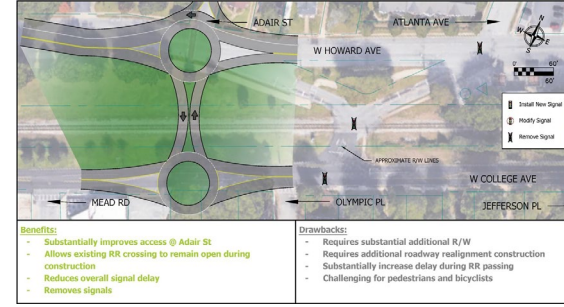 ADAIR ST
ATLANTA AVE
N
W
E
S
W HOWARD AVE
0'
60'
60'
Install New Signal
Modify Signal
Remove Signal
APPROXIMATE R/W LINES
W COLLEGE AVE
MEAD RD
OLYMPIC PL
JEFFERSON PL
Benefits:
- Substantially improves access @ Adair St
- Allows existing RR crossing to remain open during
construction
- Reduces overall signal delay
- Removes signals
Drawbacks:
- Requires substantial additional R/W
- Requires additional roadway realignment construction
- Substantially increase delay during RR passing
- Challenging for pedestrians and bicyclists